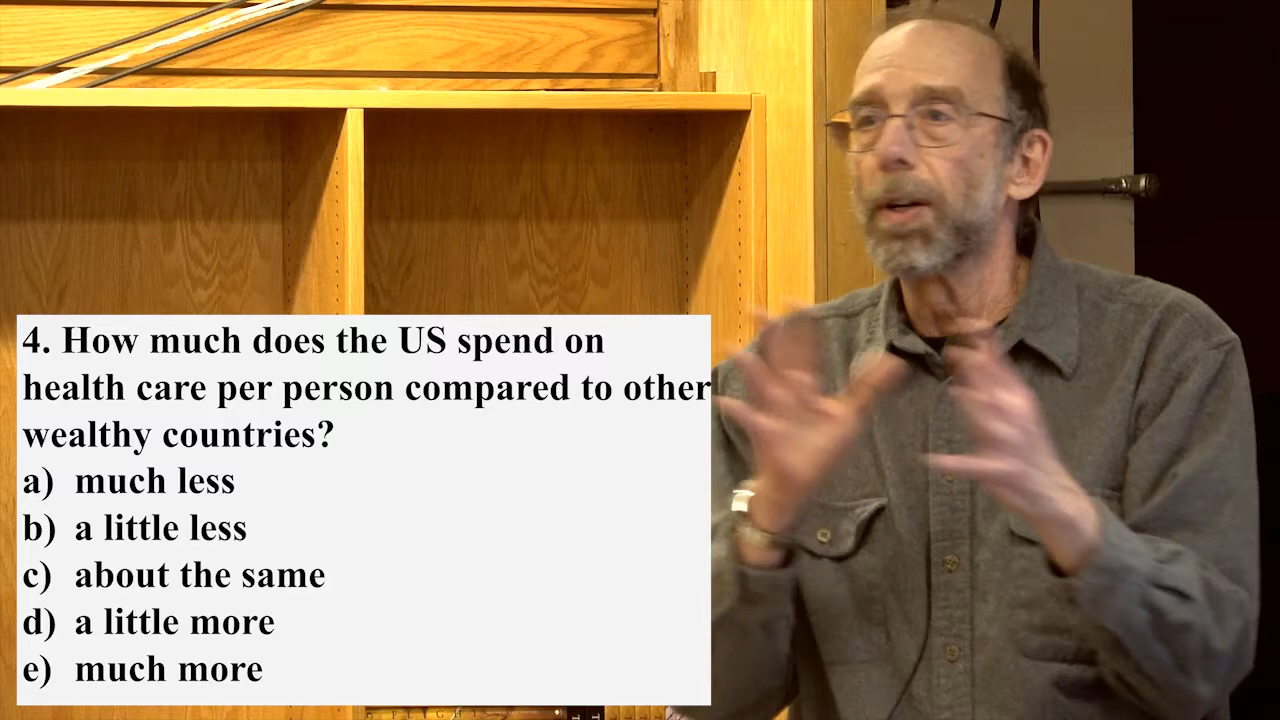 4. How much does the US spend on
health care per person compared to other
wealthy countries?
a) much less
b) a little less
c) about the same
d) a little more
e) much more